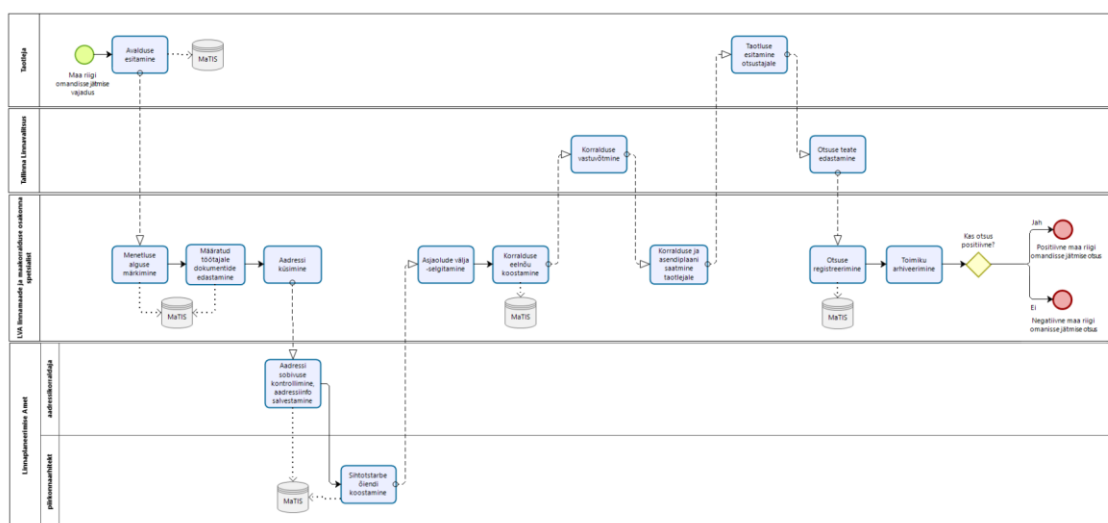 Taotleja
Maa riigi
omandisse jätmise
vajadus
Avalduse
esitamine
MaTIS
Taotluse
esitamine
otsustajale
Tallinna Linnavalitsus
Korralduse
vastuvõtmine
Otsuse teate
edastamine
LVA linnamaade ja maakorralduse osakonna
spetsialist
Menetluse
alguse
märkimine
Määratud
töötajale
dokumentide
edastamine
Aadressi
küsimine
MaTIS
Asjaolude välja
-selgitamine
Korralduse
eelnõu
koostamine
MaTIS
Korralduse ja
asendiplaani
saatmine
taotlejale
Otsuse
registreerimine
MaTIS
Toimiku
arhiveerimine
Kas otsus
positiivne?
Jah
Positiivne maa riigi
omandisse jätmise otsus
Ei
Negatiivne maa riigi
omanisse jätmise otsus
Linnaplaneerimise Amet
aadressikorraldaja
Aadressi
sobivuse
kontrollimine,
aadressiinfo
salvestamine
piirkonnaarhitekt
MaTIS
Sihtotstarbe
õiendi
koostamine